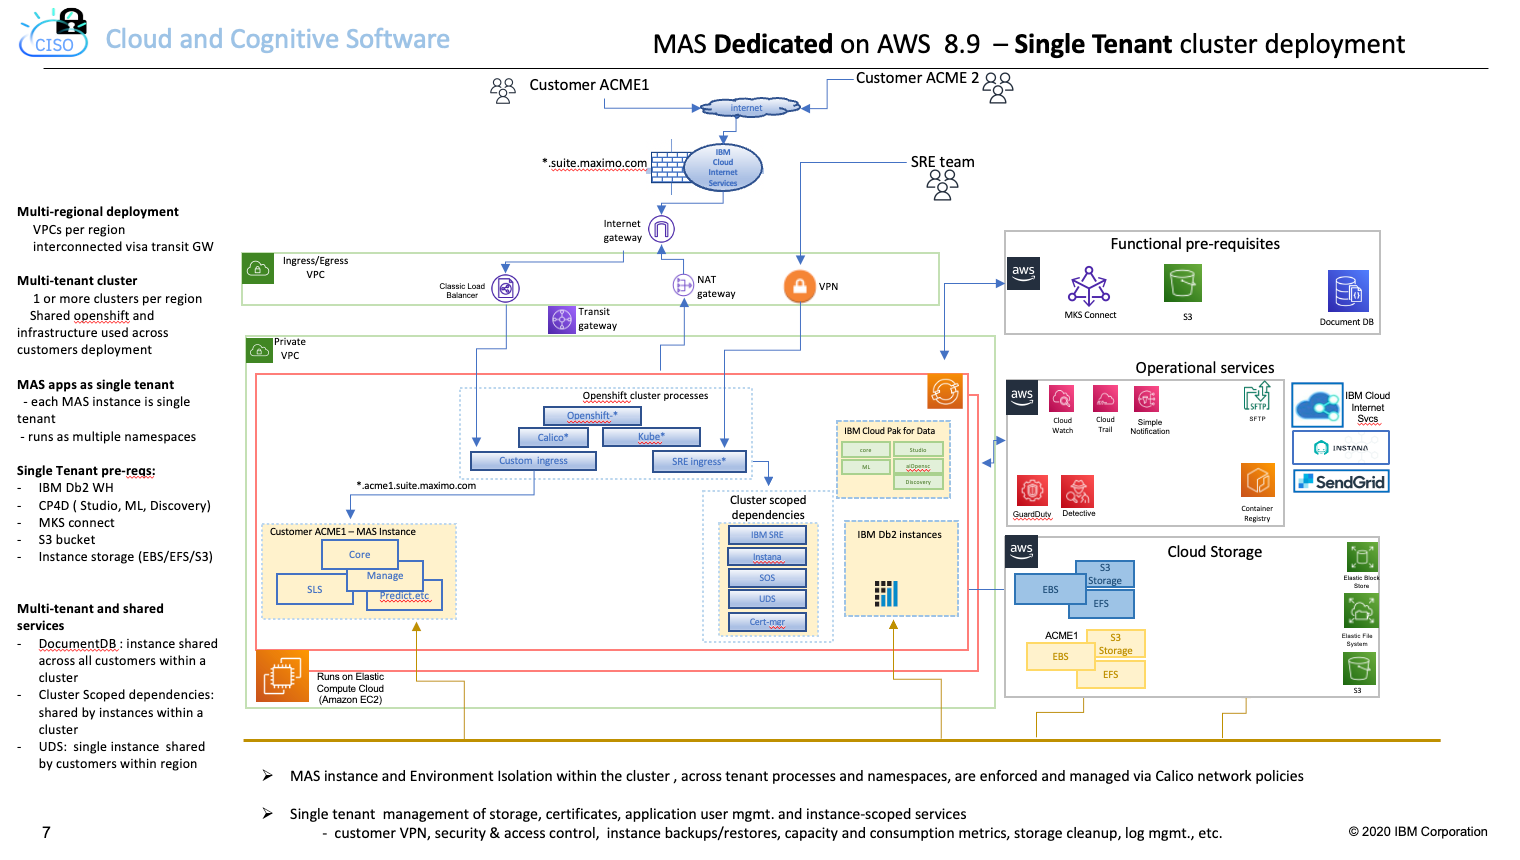 CISO
Cloud and Cognitive Software
MAS Dedicated on AWS 8.9 – Single Tenant cluster deployment
Customer ACME1
Customer ACME 2
internet
*.suite.maximo.com
IBM
Cloud
Internet
Services
SRE team
Internet
gateway
Multi-regional deployment
VPCs per region
interconnected visa transit GW
Multi-tenant cluster
1 or more clusters per region
Shared openshift and
infrastructure used across
customers deployment
MAS apps as single tenant
- each MAS instance is single
tenant
- runs as multiple namespaces
Single Tenant pre-reqs:
- IBM Db2 WH
- CP4D ( Studio, ML, Discovery)
- MKS connect
- S3 bucket
- Instance storage (EBS/EFS/S3)
Multi-tenant and shared
services
- DocumentDB : instance shared
across all customers within a
cluster
- Cluster Scoped dependencies:
shared by instances within a
cluster
- UDS: single instance shared
by customers within region
Ingress/Egress
VPC
Classic Load
Balancer
NAT
gateway
VPN
Transit
gateway
Private
VPC
Openshift cluster processes
Openshift-*
Calico*
Kube*
Custom ingress
SRE ingress*
*.acme1.suite.maximo.com
Customer ACME1 – MAS Instance
Core
Manage
SLS
Predict.etc
Cluster scoped
dependencies
IBM SRE
Instana
SOS
UDS
Cert-mgr
IBM Cloud Pak for Data
core
Studio
ML
aiOpensc
Discovery
IBM Db2 instances
Runs on Elastic
Compute Cloud
(Amazon EC2)
Functional pre-requisites
aws
MKS Connect
S3
Document DB
Operational services
aws
Cloud
Watch
Cloud
Trail
Simple
Notification
SFTP
SFTP
GuardDuty
Detective
Container
Registry
IBM Cloud
Internet
Svcs
INSTANA
SendGrid
aws
Cloud Storage
S3
Storage
EBS
EFS
ACME1
S3
Storage
EBS
EFS
Elastic Block
Store
Elastic File
System
S3
➢ MAS instance and Environment Isolation within the cluster , across tenant processes and namespaces, are enforced and managed via Calico network policies
➢ Single tenant management of storage, certificates, application user mgmt. and instance-scoped services
- customer VPN, security & access control, instance backups/restores, capacity and consumption metrics, storage cleanup, log mgmt., etc.
7
© 2020 IBM Corporation